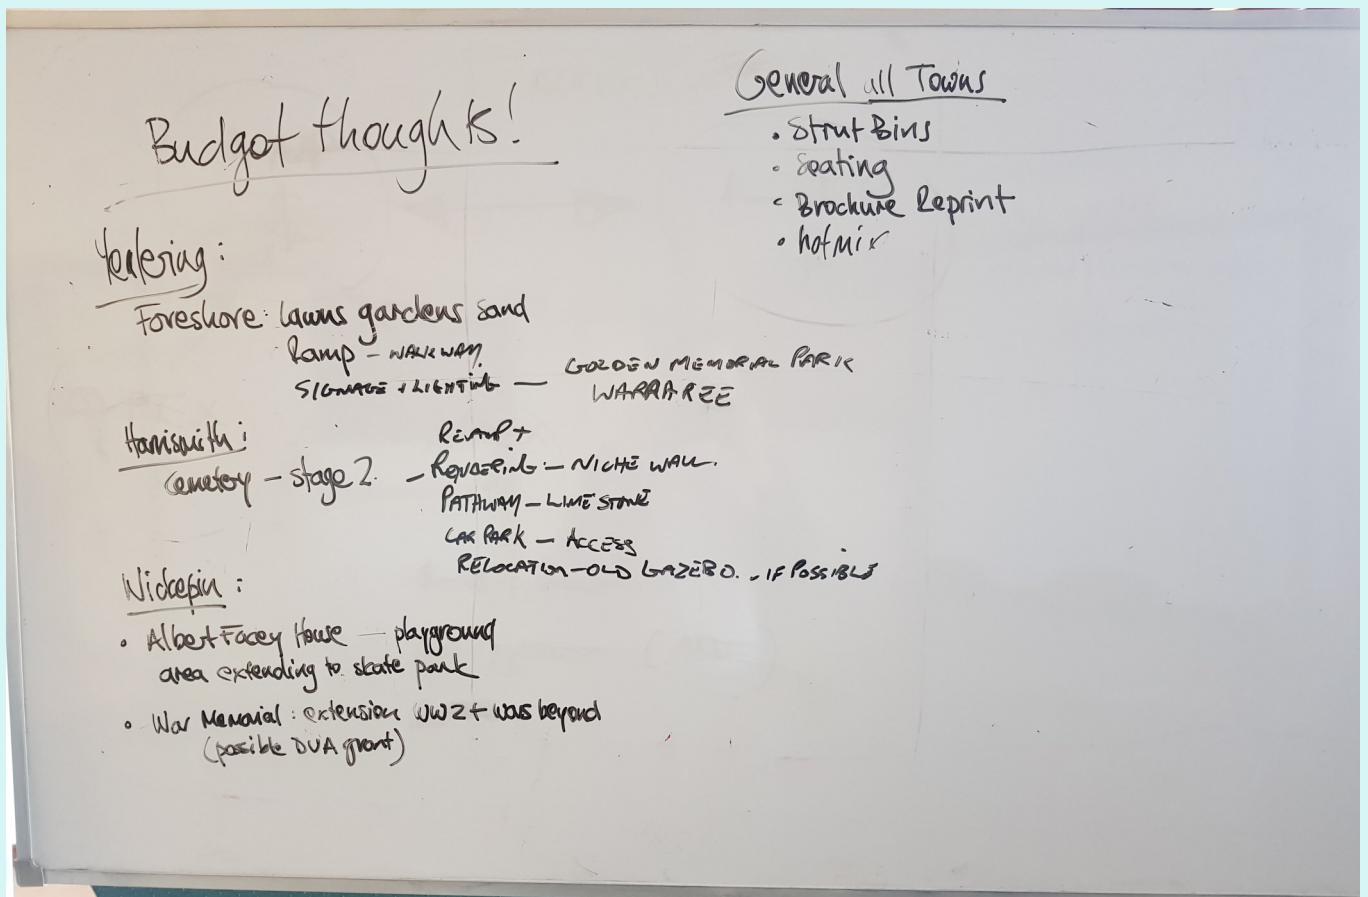 Budget thoughts!
Yealering:
Foreshore: Lawns gardens sand
Ramp - WALKWAY
SIGNAGE + LIGHTING — GOLDEN MEMORIAL PARK
WARRAREE
Harrismith:
Cemetery - stage 2. - REVAMP +
RENDERING - NICHE WALL.
PATHWAY - LIMESTONE
CAR PARK - ACCESS
RELOCATION - OLD GAZEBO. - IF POSSIBLE
Wickepin:
• Albert Facey House — playground
area extending to skate park
• War Memorial: extension WW2 + wars beyond
(possible DVA grant)
General all Towns
• Strut Bins
• Seating
• Brochure Reprint
• hotmix